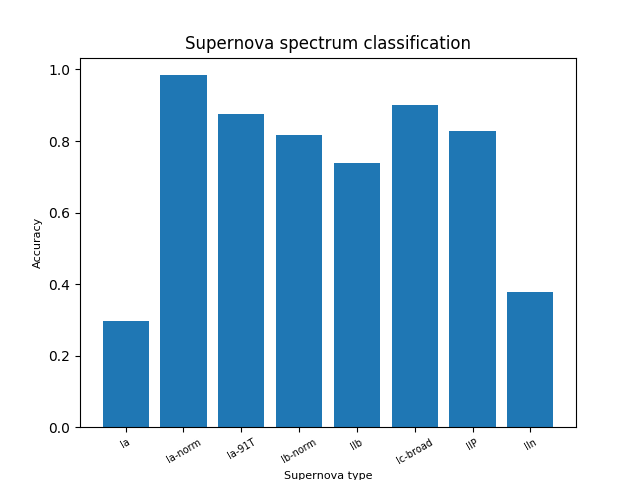 Supernova spectrum classification
1.0
0.8
0.6
0.4
0.2
0.0
Accuracy
Ia Ia-norm Ia-91T Ib-norm IIb Ic-broad IIP IIn
Supernova type